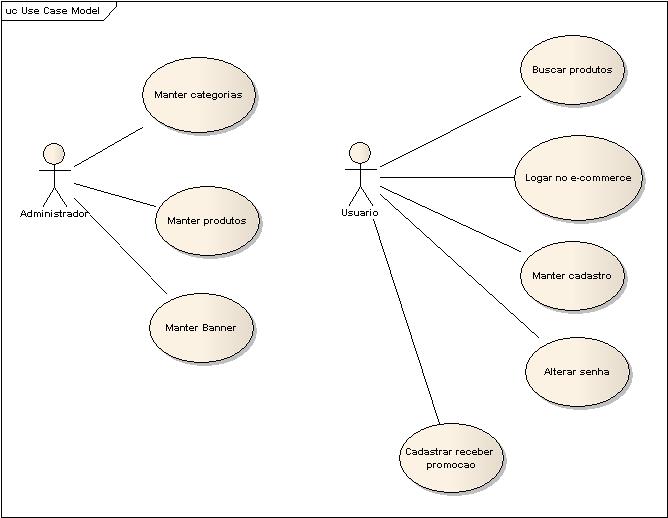 uc Use Case Model
Manter categorias
Administrador
Manter produtos
Manter Banner
Buscar produtos
Logar no e-commerce
Usuario
Manter cadastro
Alterar senha
Cadastrar receber
promocao